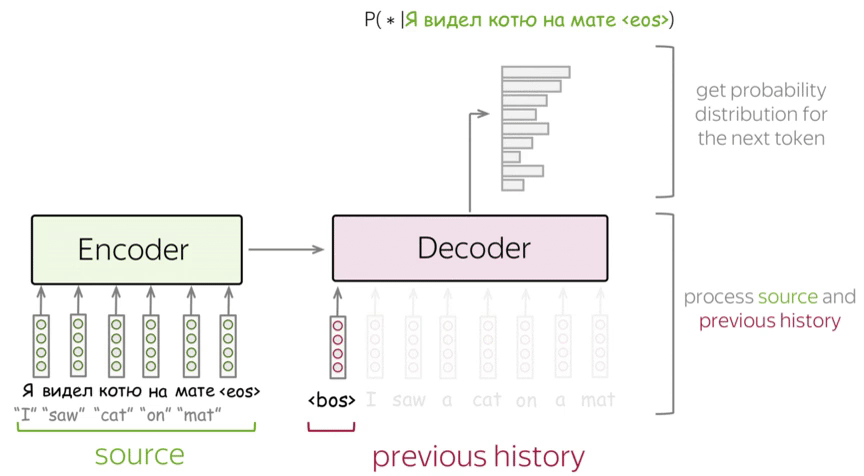 P( * |Я видел котю на мате <eos>)
get probability
distribution for
the next token
Encoder
Decoder
process source and
previous history
Я видел котю на мате <eos>
"I" "saw" "cat" "on" "mat"
<bos> I saw a cat on a mat
source
previous history